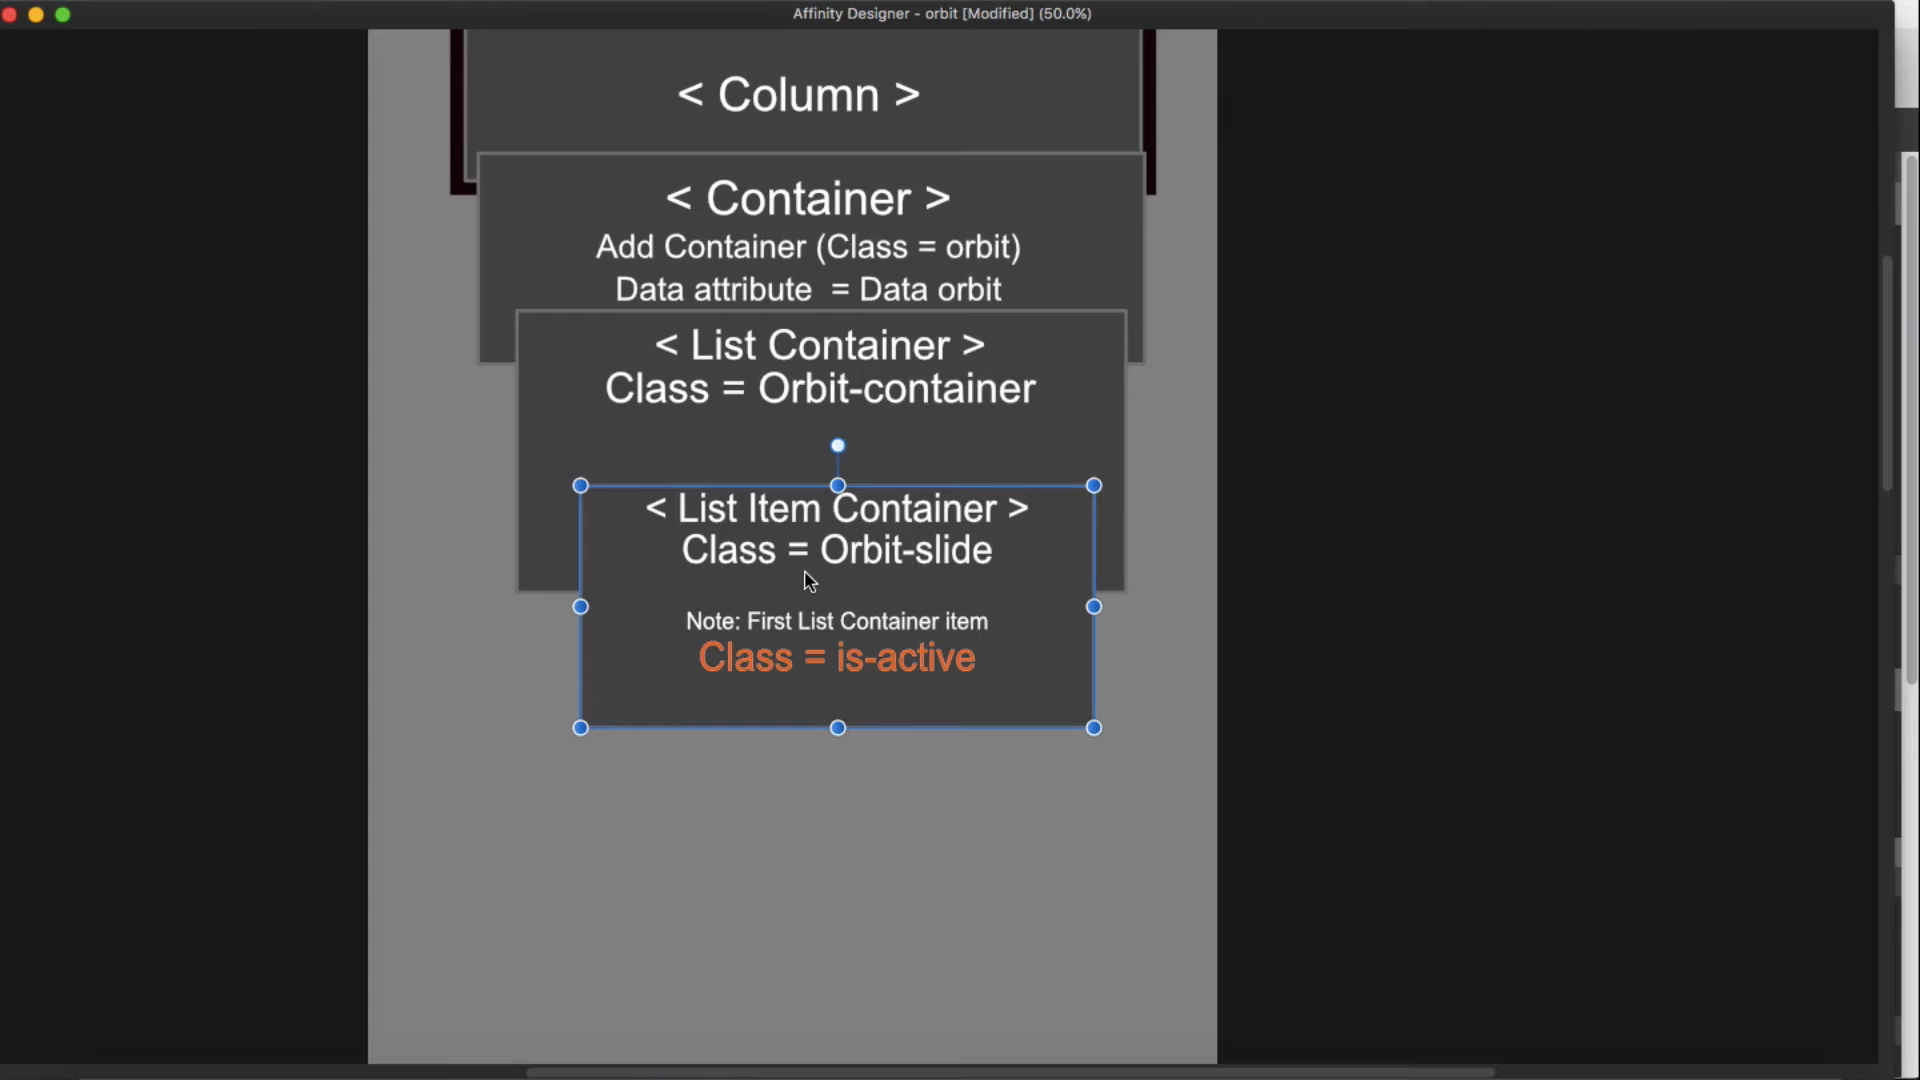 Affinity Designer - orbit [Modified] (50.0%)
< Column >
< Container >
Add Container (Class = orbit)
Data attribute  = Data orbit
< List Container >
Class = Orbit-container
< List Item Container >
Class = Orbit-slide
Note: First List Container item
Class = is-active